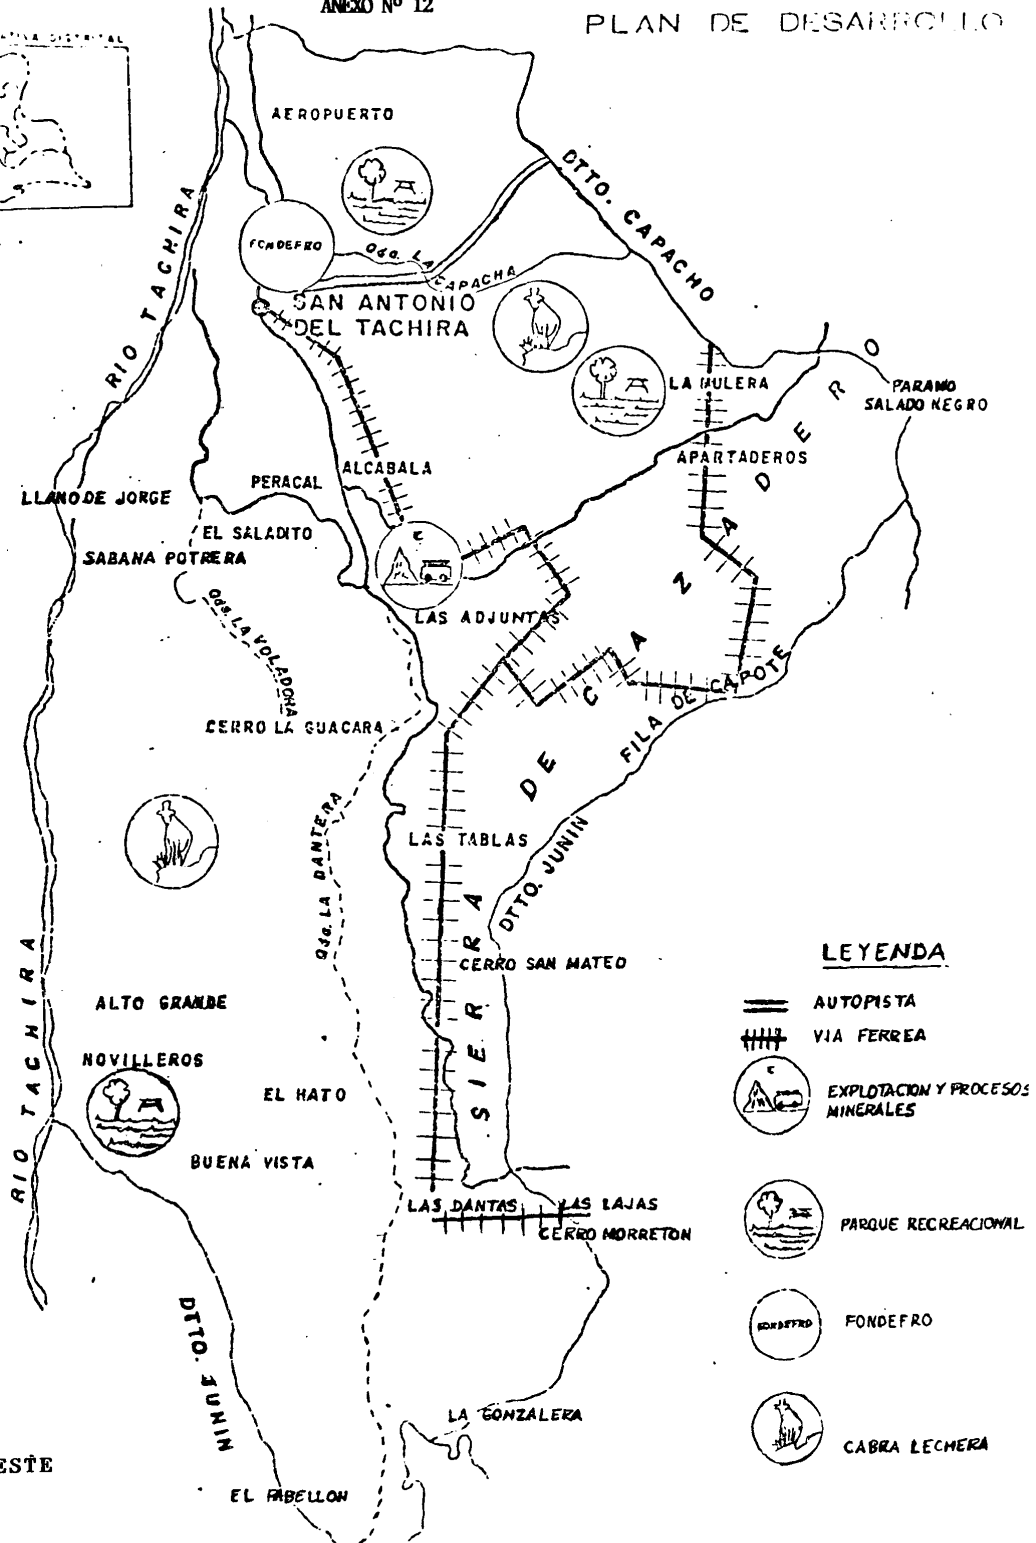 ANEXO Nº 12
PLAN DE DESARROLLO
DISTRITAL
AEROPUERTO
DTTO. CAPACHO
RIO TACHIRA
FONDEFRO
Qda. LA CAPACHA
SAN ANTONIO
DEL TACHIRA
LA MULERA
PARAMO
SALADO NEGRO
APARTADEROS
ALCABALA
PERACAL
LLANO DE JORGE
EL SALADITO
SABANA POTRERA
LAS ADJUNTAS
Qda. LA VOLADORA
CERRO LA GUACARA
FILA DE CAPOTE
SIERRA DE CAZADERO
Qda. LA DANTERA
LAS TABLAS
DTTO. JUNIN
CERRO SAN MATEO
RIO TACHIRA
ALTO GRANDE
NOVILLEROS
EL HATO
BUENA VISTA
LAS DANTAS
LAS LAJAS
CERRO MORRETON
DTTO. JUNIN
LA GONZALERA
EL PABELLON
ESTE
LEYENDA
AUTOPISTA
VIA FERREA
EXPLOTACION Y PROCESOS
MINERALES
PARQUE RECREACIONAL
FONDEFRO
FONDEFRO
CABRA LECHERA